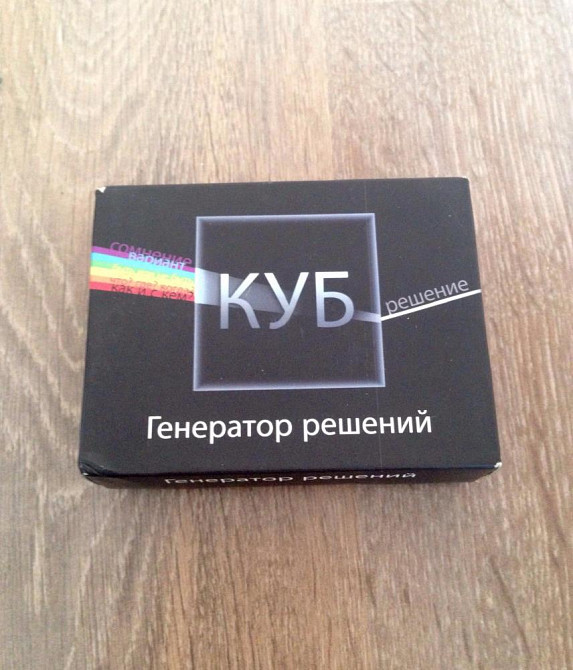 сомнение
вариант
как и с кем?
КУБ
решение
Генератор решений
Генератор решений